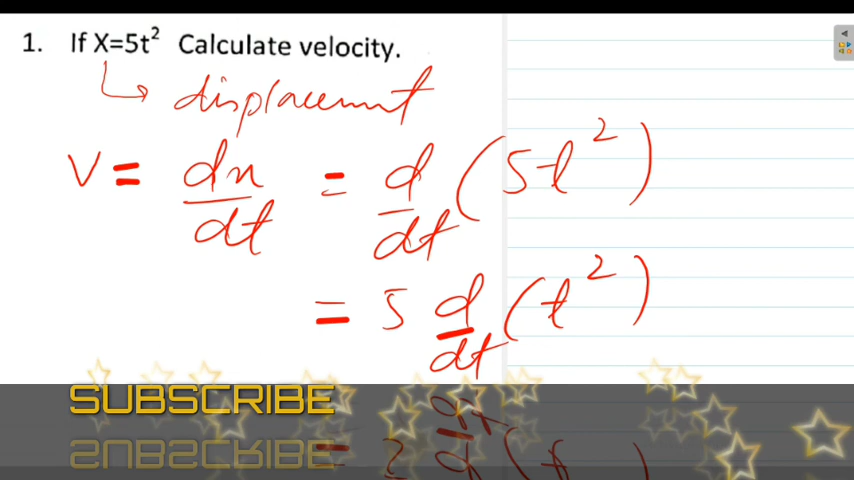 1. If X=5t² Calculate velocity.
displacement
V = dx/dt = d/dt (5t²)
= 5 d/dt (t²)
SUBSCRIBE